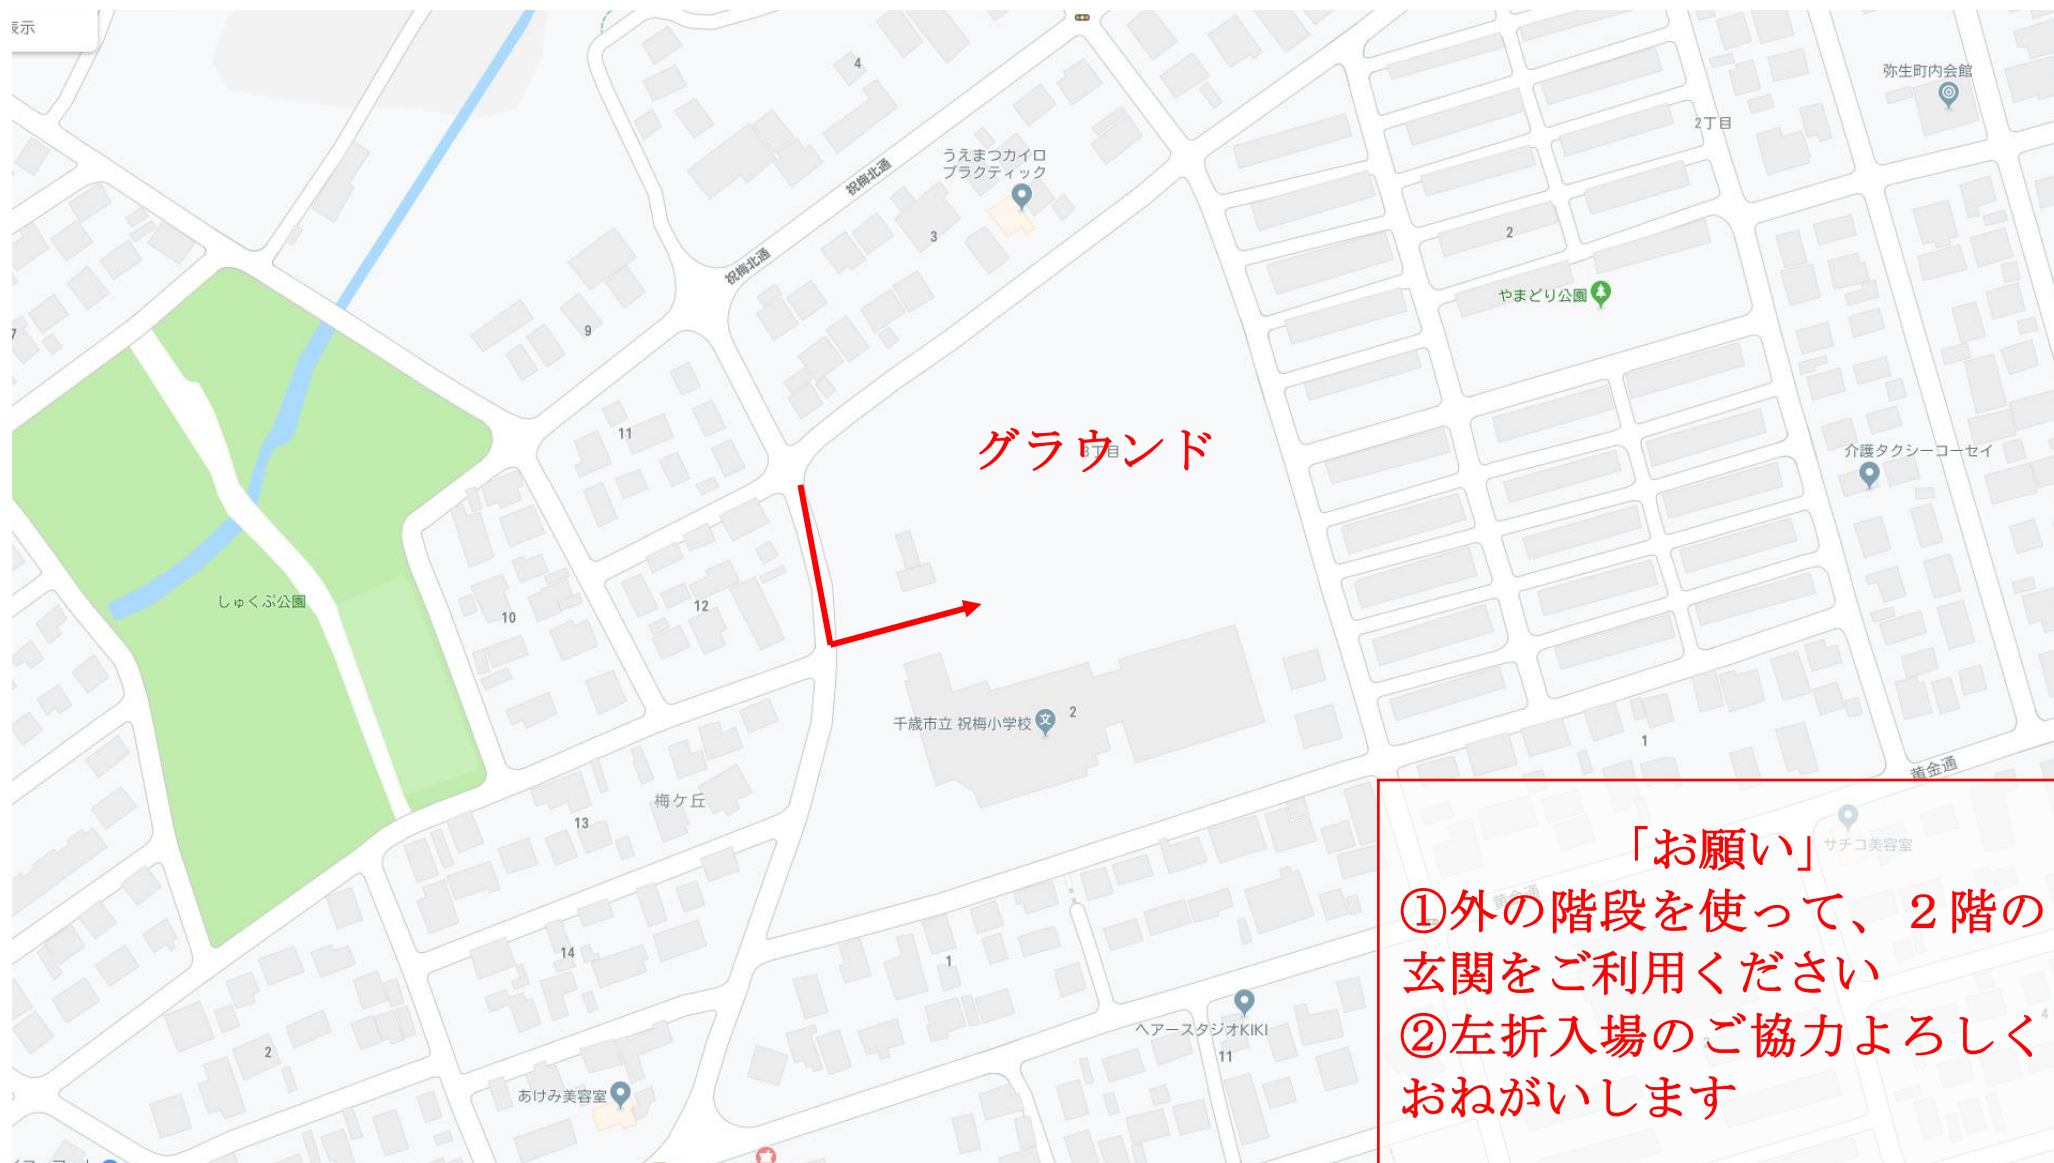 表示
4
弥生町内会館
2丁目
うえまつカイロ
プラクティック
祝梅北通
3
2
祝梅北通
やまどり公園
7
9
11
グラウンド
3丁目
介護タクシーコーセイ
しゅくぶ公園
10
12
千歳市立 祝梅小学校
2
1
黄金通
梅ケ丘
13
サチコ美容室
「お願い」
黄金通
①外の階段を使って、２階の
玄関をご利用ください
②左折入場のご協力よろしく
おねがいします
14
1
ヘアースタジオKIKI
11
2
4
2
あけみ美容室